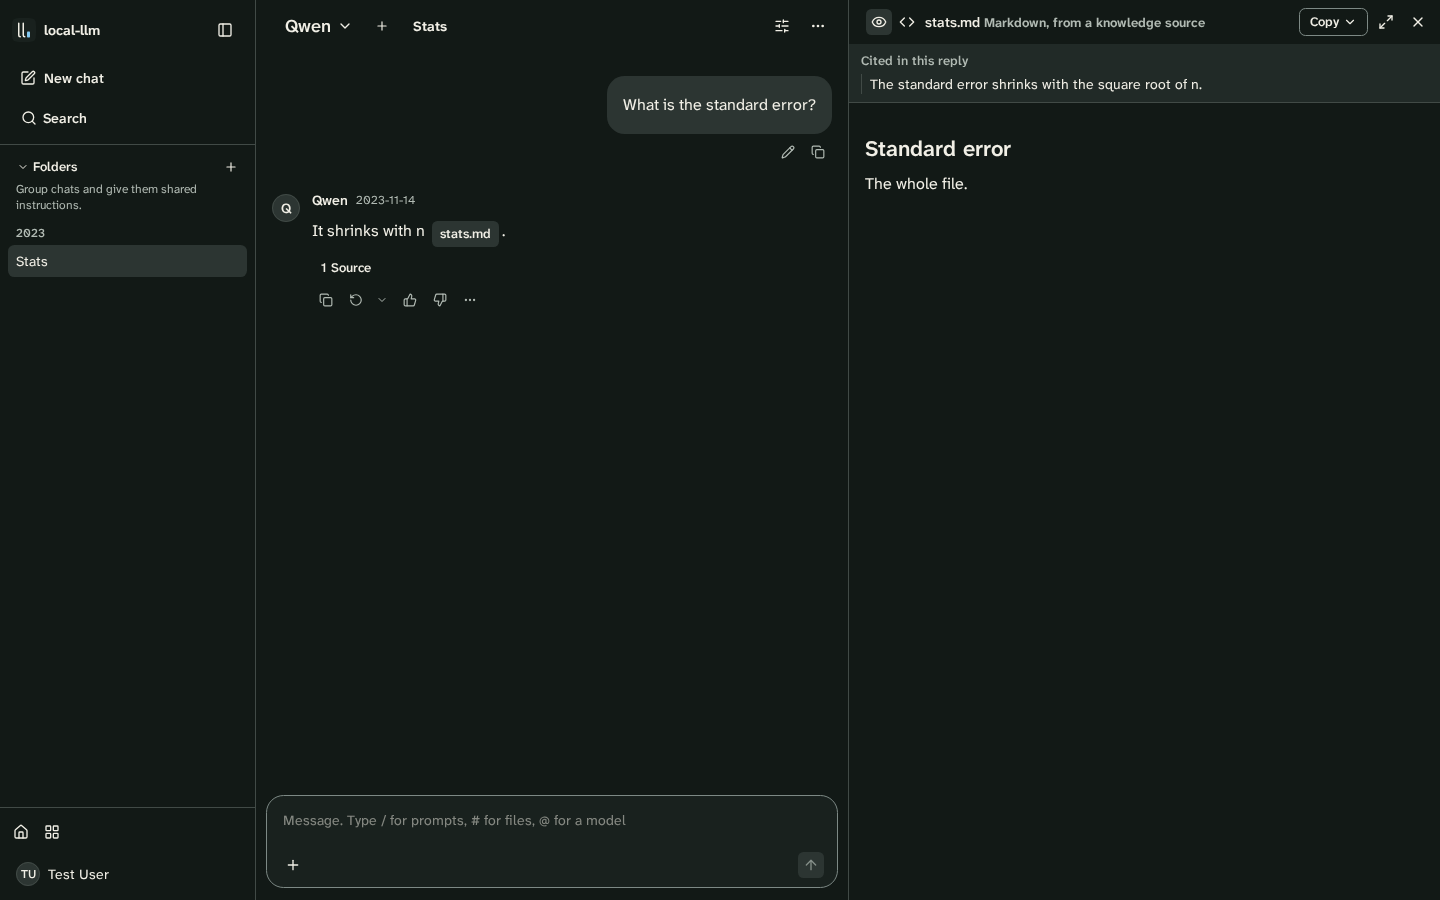 local-llm
New chat
Search
Folders
Group chats and give them shared
instructions.
2023
Stats
TU
Test User
Qwen
Stats
What is the standard error?
Q
Qwen 2023-11-14
It shrinks with n stats.md .
1 Source
Message. Type / for prompts, # for files, @ for a model
stats.md Markdown, from a knowledge source
Copy
Cited in this reply
The standard error shrinks with the square root of n.
Standard error
The whole file.